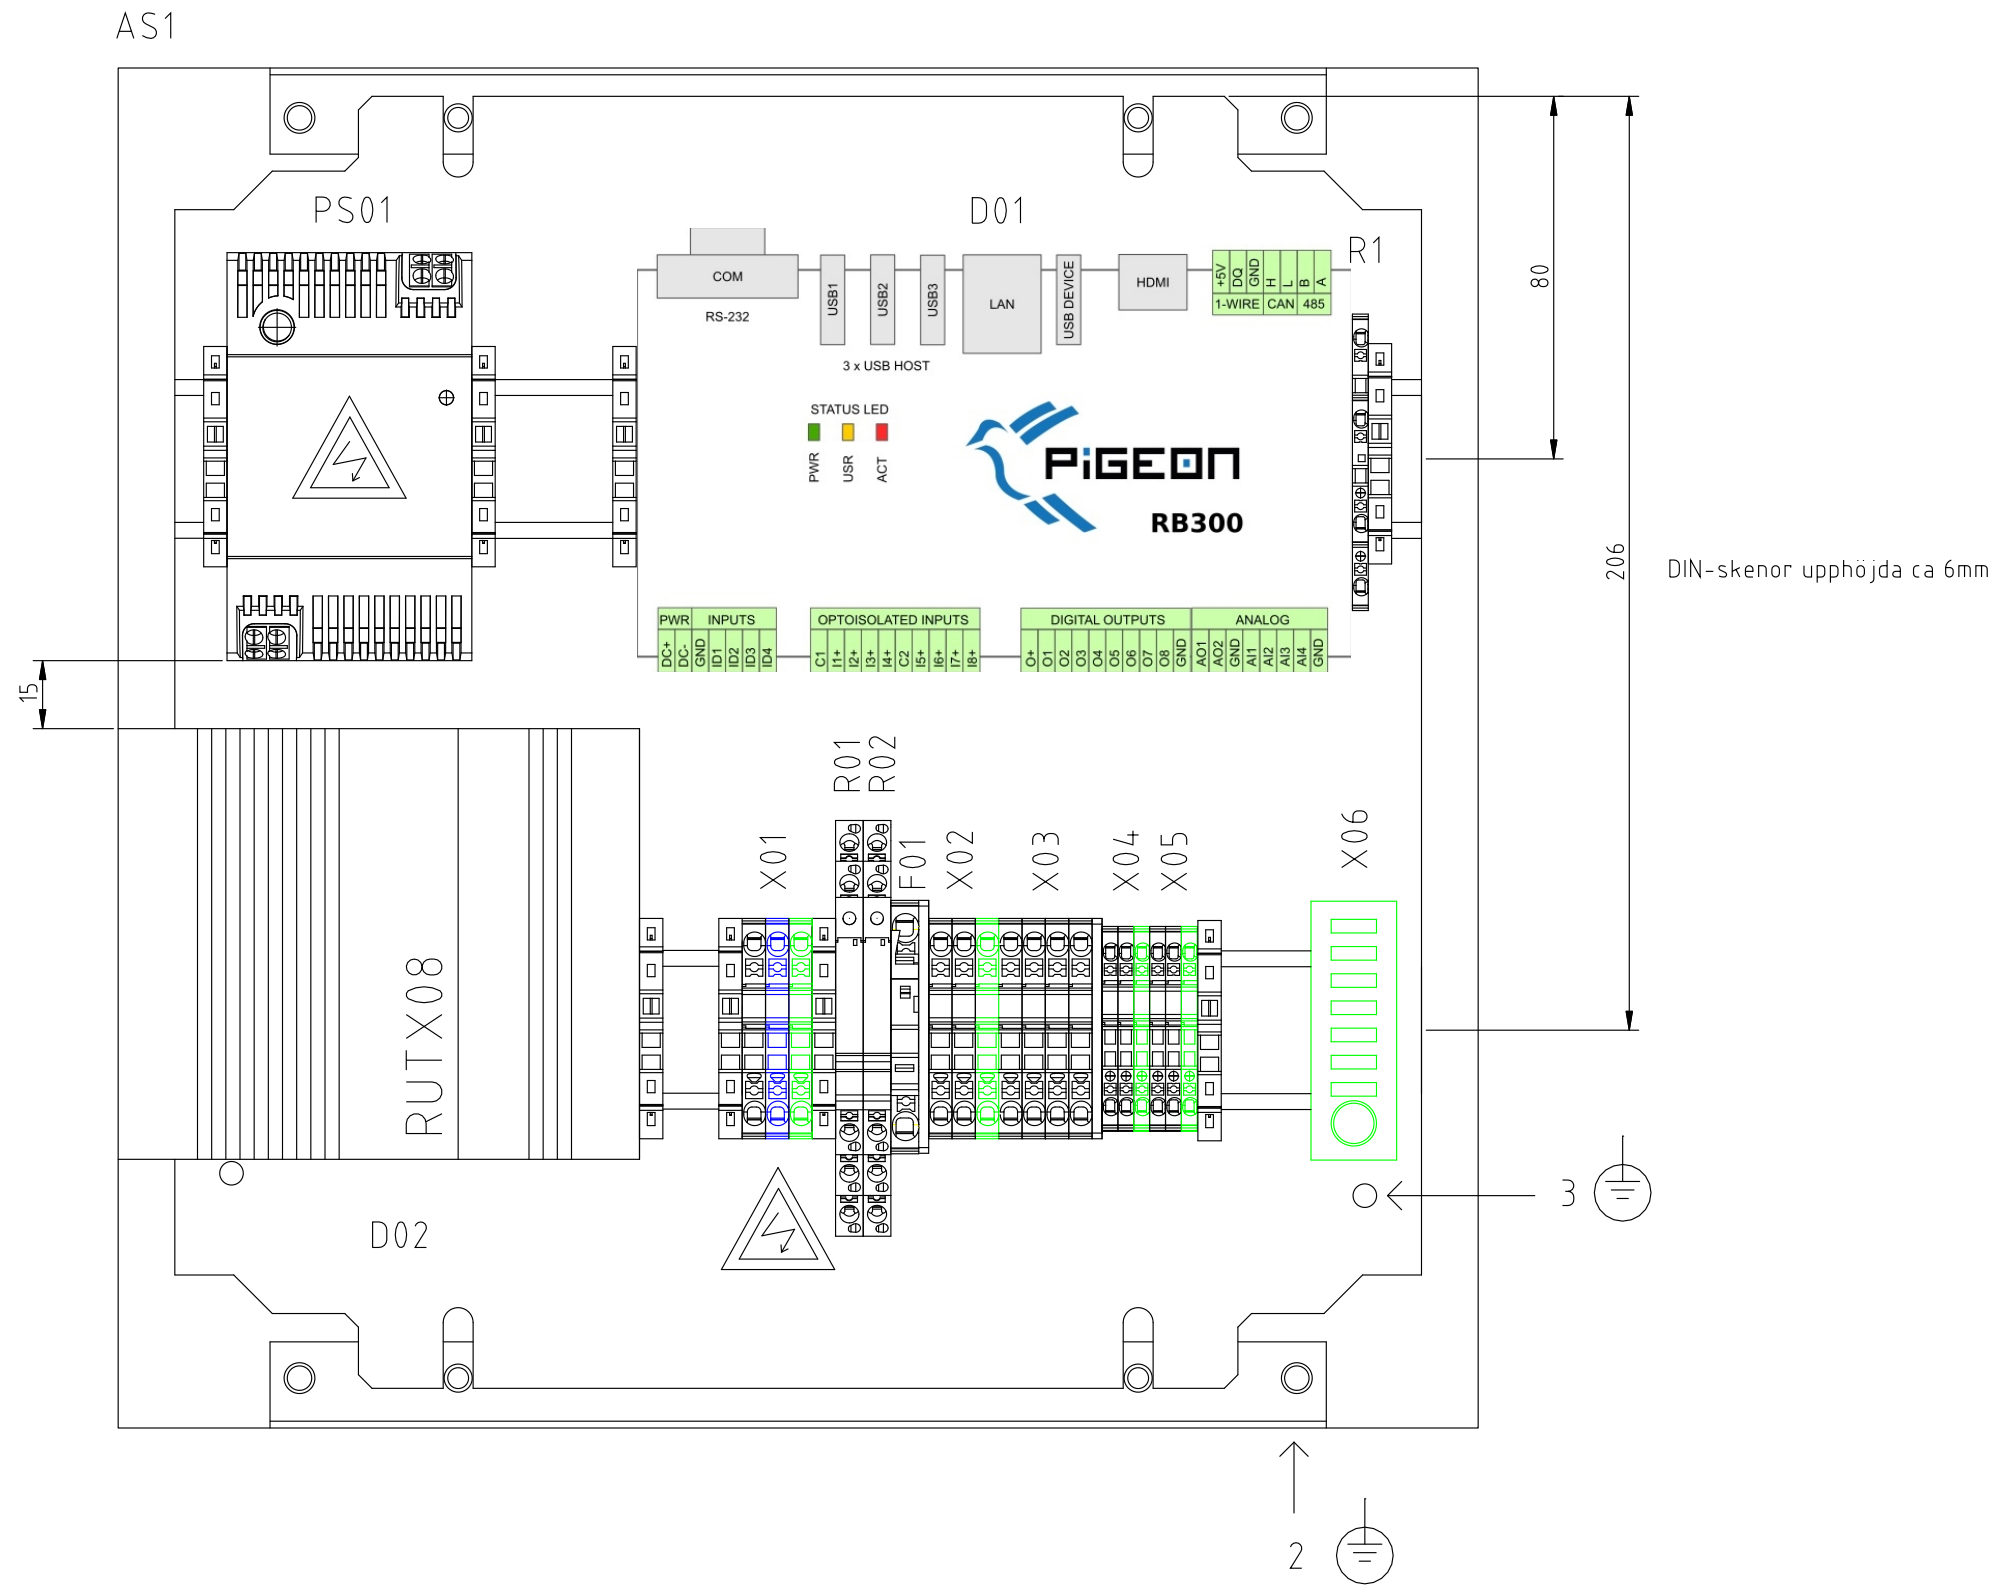 AS1
PS01
D01
R1
COM
RS-232
USB1
USB2
USB3
3 x USB HOST
LAN
USB DEVICE
HDMI
+5V DQ GND H L B A
1-WIRE CAN 485
80
206
DIN-skenor upphöjda ca 6mm
STATUS LED
PWR USR ACT
PiGEON
RB300
PWR INPUTS
DC+ DC- GND ID1 ID2 ID3 ID4
OPTOISOLATED INPUTS
C1 I1+ I2+ I3+ I4+ C2 I5+ I6+ I7+ I8+
DIGITAL OUTPUTS
O+ O1 O2 O3 O4 O5 O6 O7 O8 GND
ANALOG
AO1 AO2 GND AI1 AI2 AI3 AI4 GND
15
R01
R02
X01
F01
X02
X03
X04
X05
X06
RUTX08
D02
3
2